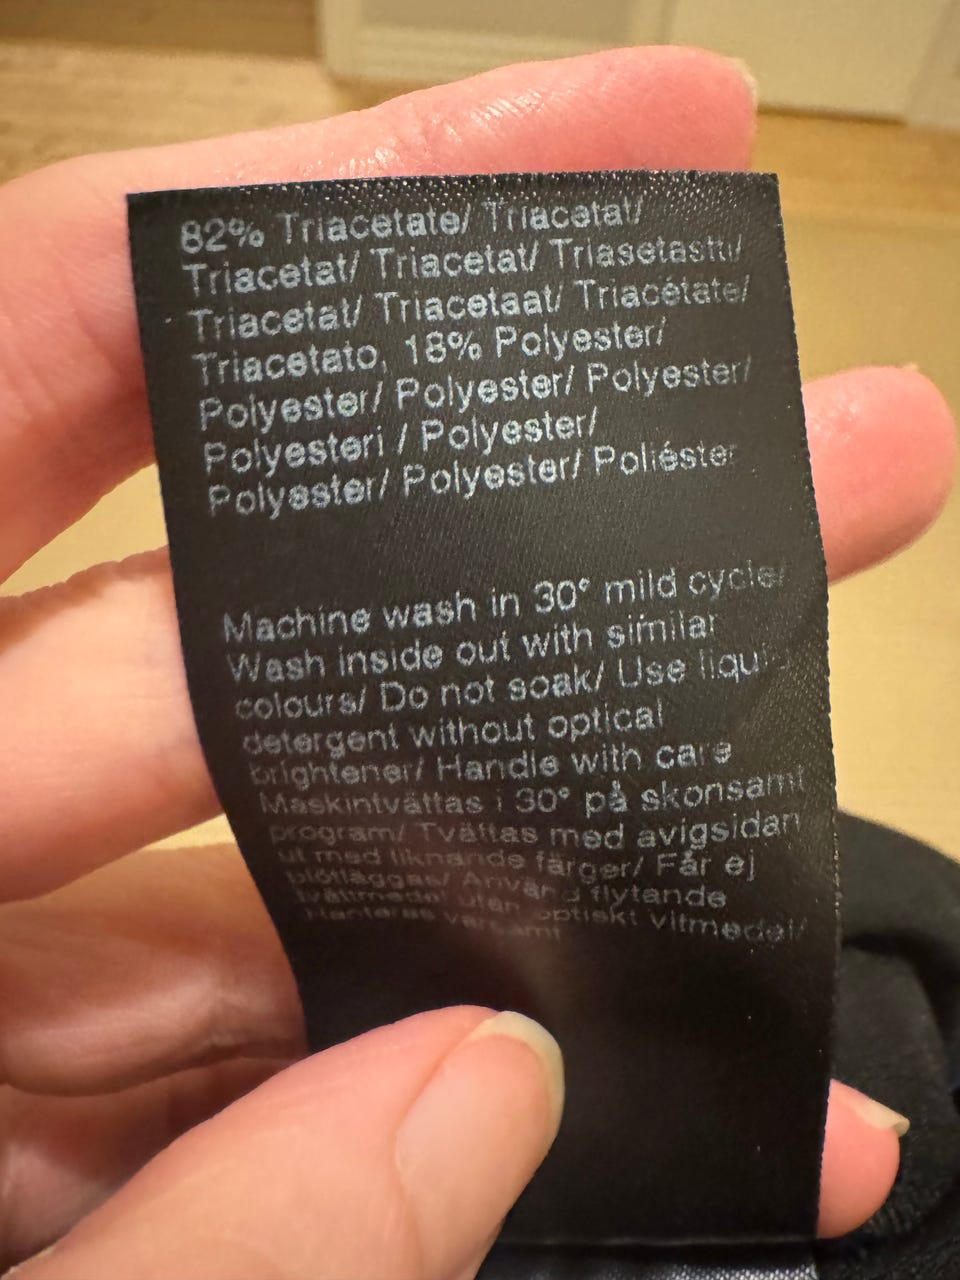 82% Triacetate/ Triacetat/
Triacetat/ Triacetat/ Triasetastti/
Triacetat/ Triacetaat/ Triacétate/
Triacetato, 18% Polyester/
Polyester/ Polyester/ Polyester/
Polyesteri / Polyester/
Polyester/ Polyester/ Poliéster
Machine wash in 30° mild cycle/
Wash inside out with similar
colours/ Do not soak/ Use liquid
detergent without optical
brightener/ Handle with care
Maskintvättas i 30° på skonsamt
program/ Tvättas med avigsidan
ut med liknande färger/ Får ej
blötläggas/ Använd flytande
tvättmedel utan optiskt vitmedel/
Hanteras varsamt